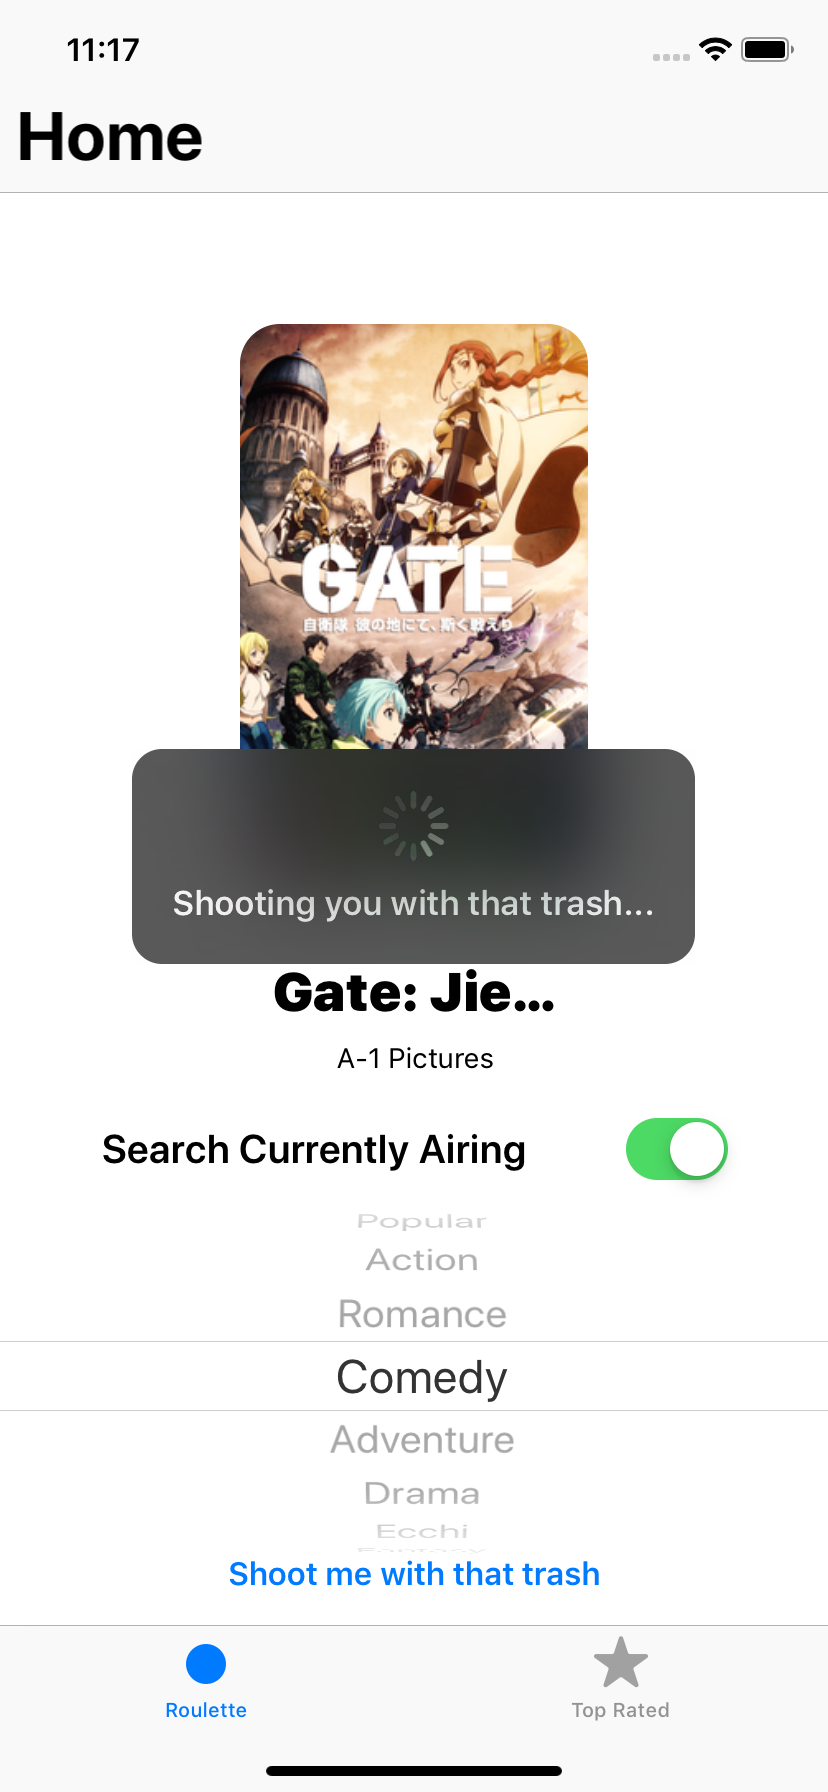 11:17
Home
GATE
自衛隊 彼の地にて、斯く戦えり
Shooting you with that trash...
Gate: Jie...
A-1 Pictures
Search Currently Airing
Popular
Action
Romance
Comedy
Adventure
Drama
Ecchi
Fantasy
Shoot me with that trash
Roulette
Top Rated